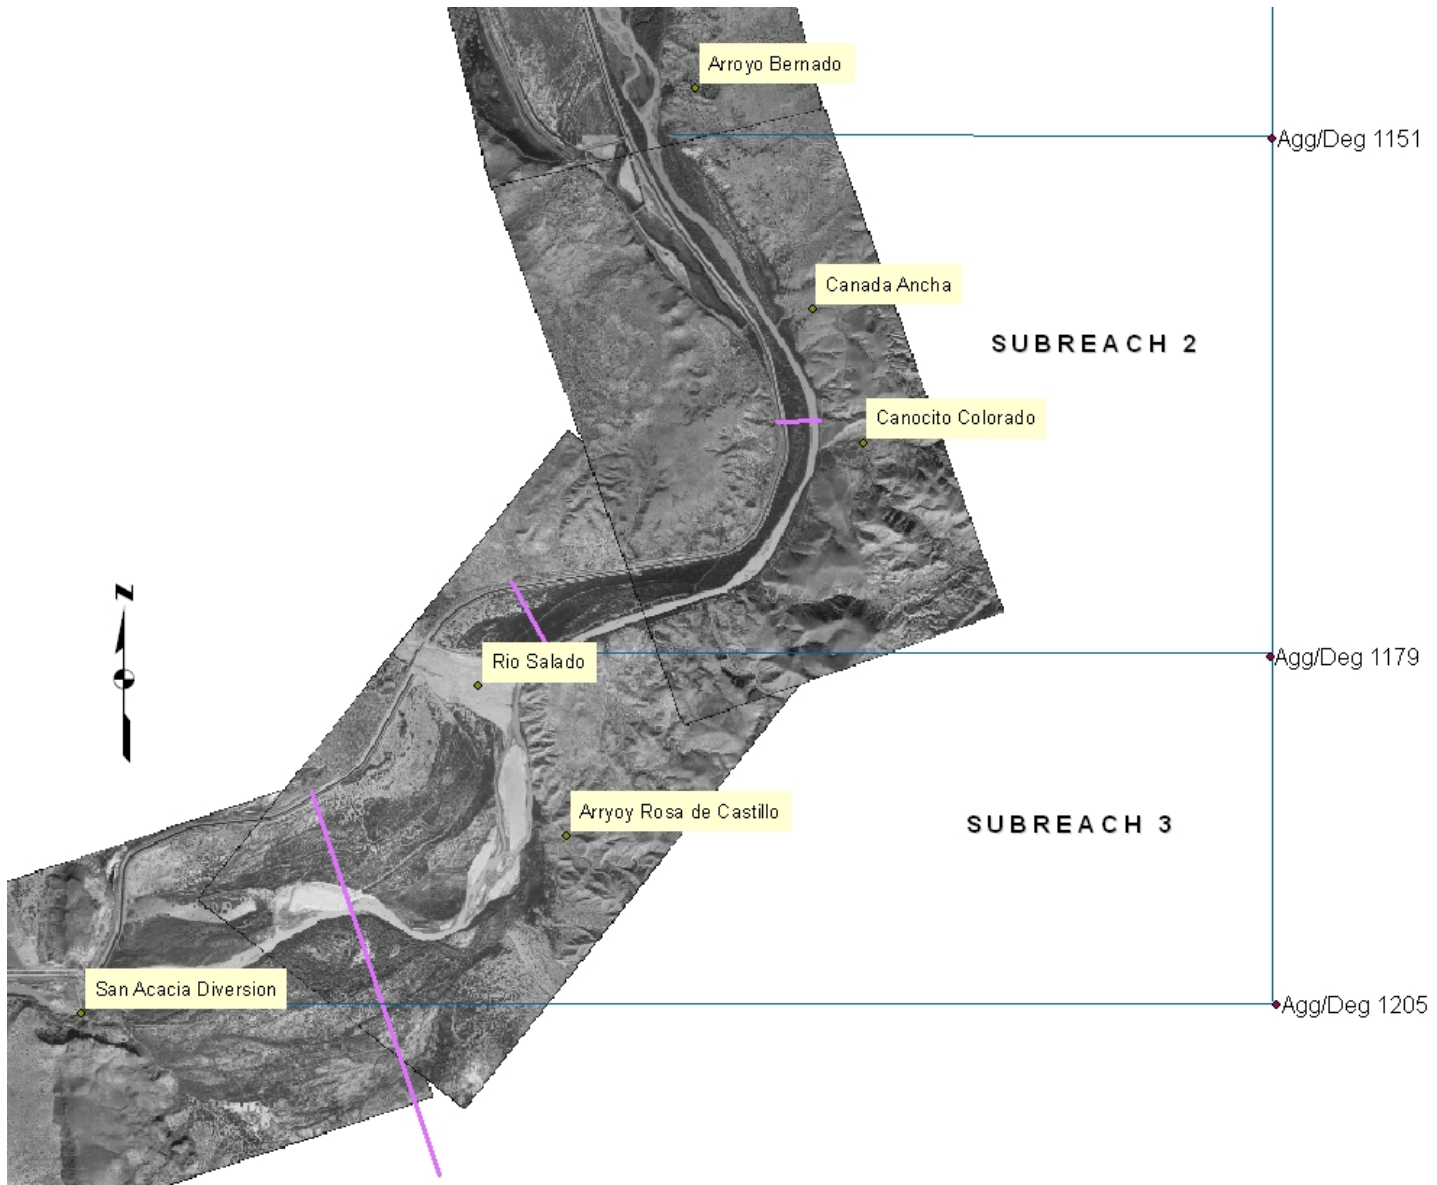 Arroyo Bernado
Agg/Deg 1151
Canada Ancha
SUBREACH 2
Canocito Colorado
N
Rio Salado
Agg/Deg 1179
Arryoy Rosa de Castillo
SUBREACH 3
San Acacia Diversion
Agg/Deg 1205